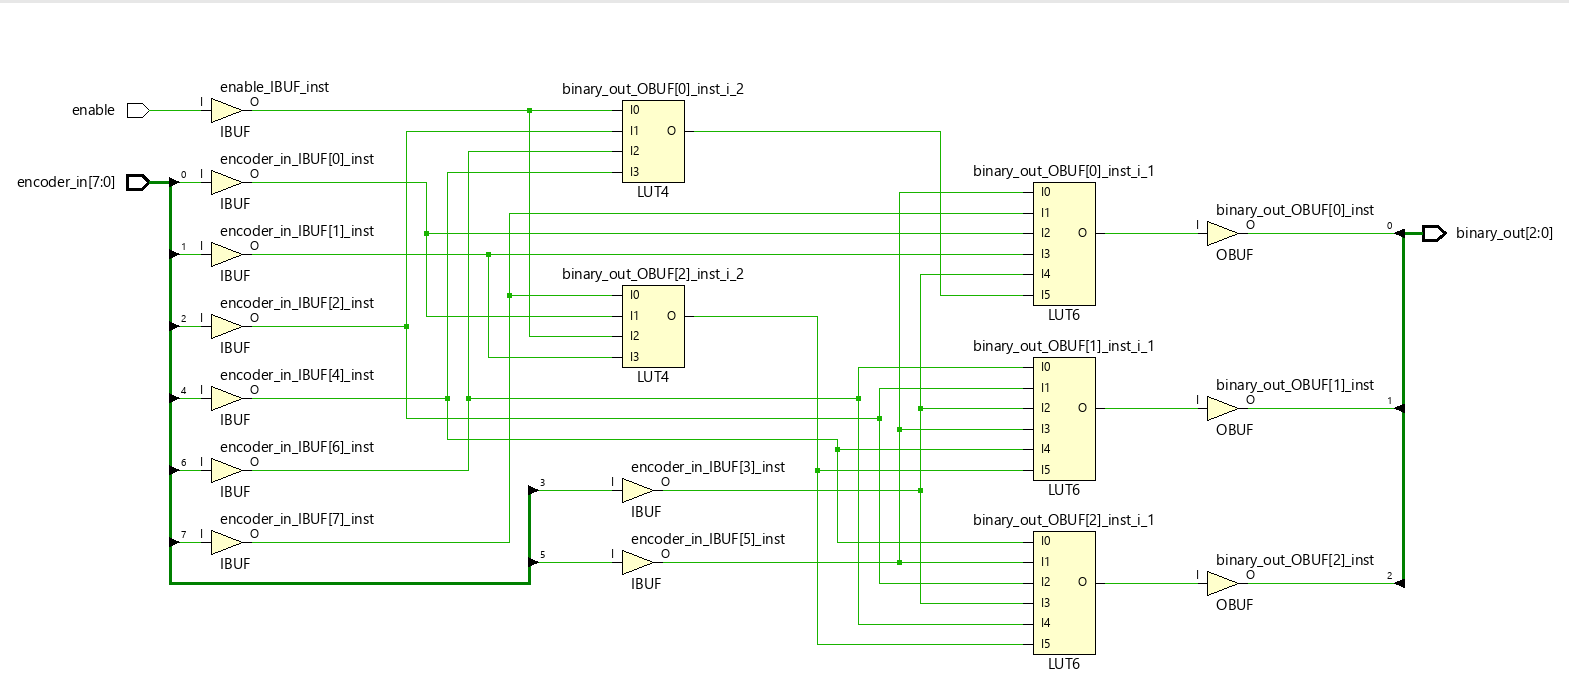 enable
I
enable_IBUF_inst
O
IBUF
encoder_in[7:0]
0
I
encoder_in_IBUF[0]_inst
O
IBUF
1
I
encoder_in_IBUF[1]_inst
O
IBUF
2
I
encoder_in_IBUF[2]_inst
O
IBUF
4
I
encoder_in_IBUF[4]_inst
O
IBUF
6
I
encoder_in_IBUF[6]_inst
O
IBUF
7
I
encoder_in_IBUF[7]_inst
O
IBUF
binary_out_OBUF[0]_inst_i_2
I0
I1
O
I2
I3
LUT4
binary_out_OBUF[2]_inst_i_2
I0
I1
O
I2
I3
LUT4
3
I
encoder_in_IBUF[3]_inst
O
IBUF
5
I
encoder_in_IBUF[5]_inst
O
IBUF
binary_out_OBUF[0]_inst_i_1
I0
I1
I2
O
I3
I4
I5
LUT6
binary_out_OBUF[1]_inst_i_1
I0
I1
I2
O
I3
I4
I5
LUT6
binary_out_OBUF[2]_inst_i_1
I0
I1
I2
O
I3
I4
I5
LUT6
I
binary_out_OBUF[0]_inst
O
OBUF
0
binary_out[2:0]
I
binary_out_OBUF[1]_inst
O
OBUF
1
I
binary_out_OBUF[2]_inst
O
OBUF
2